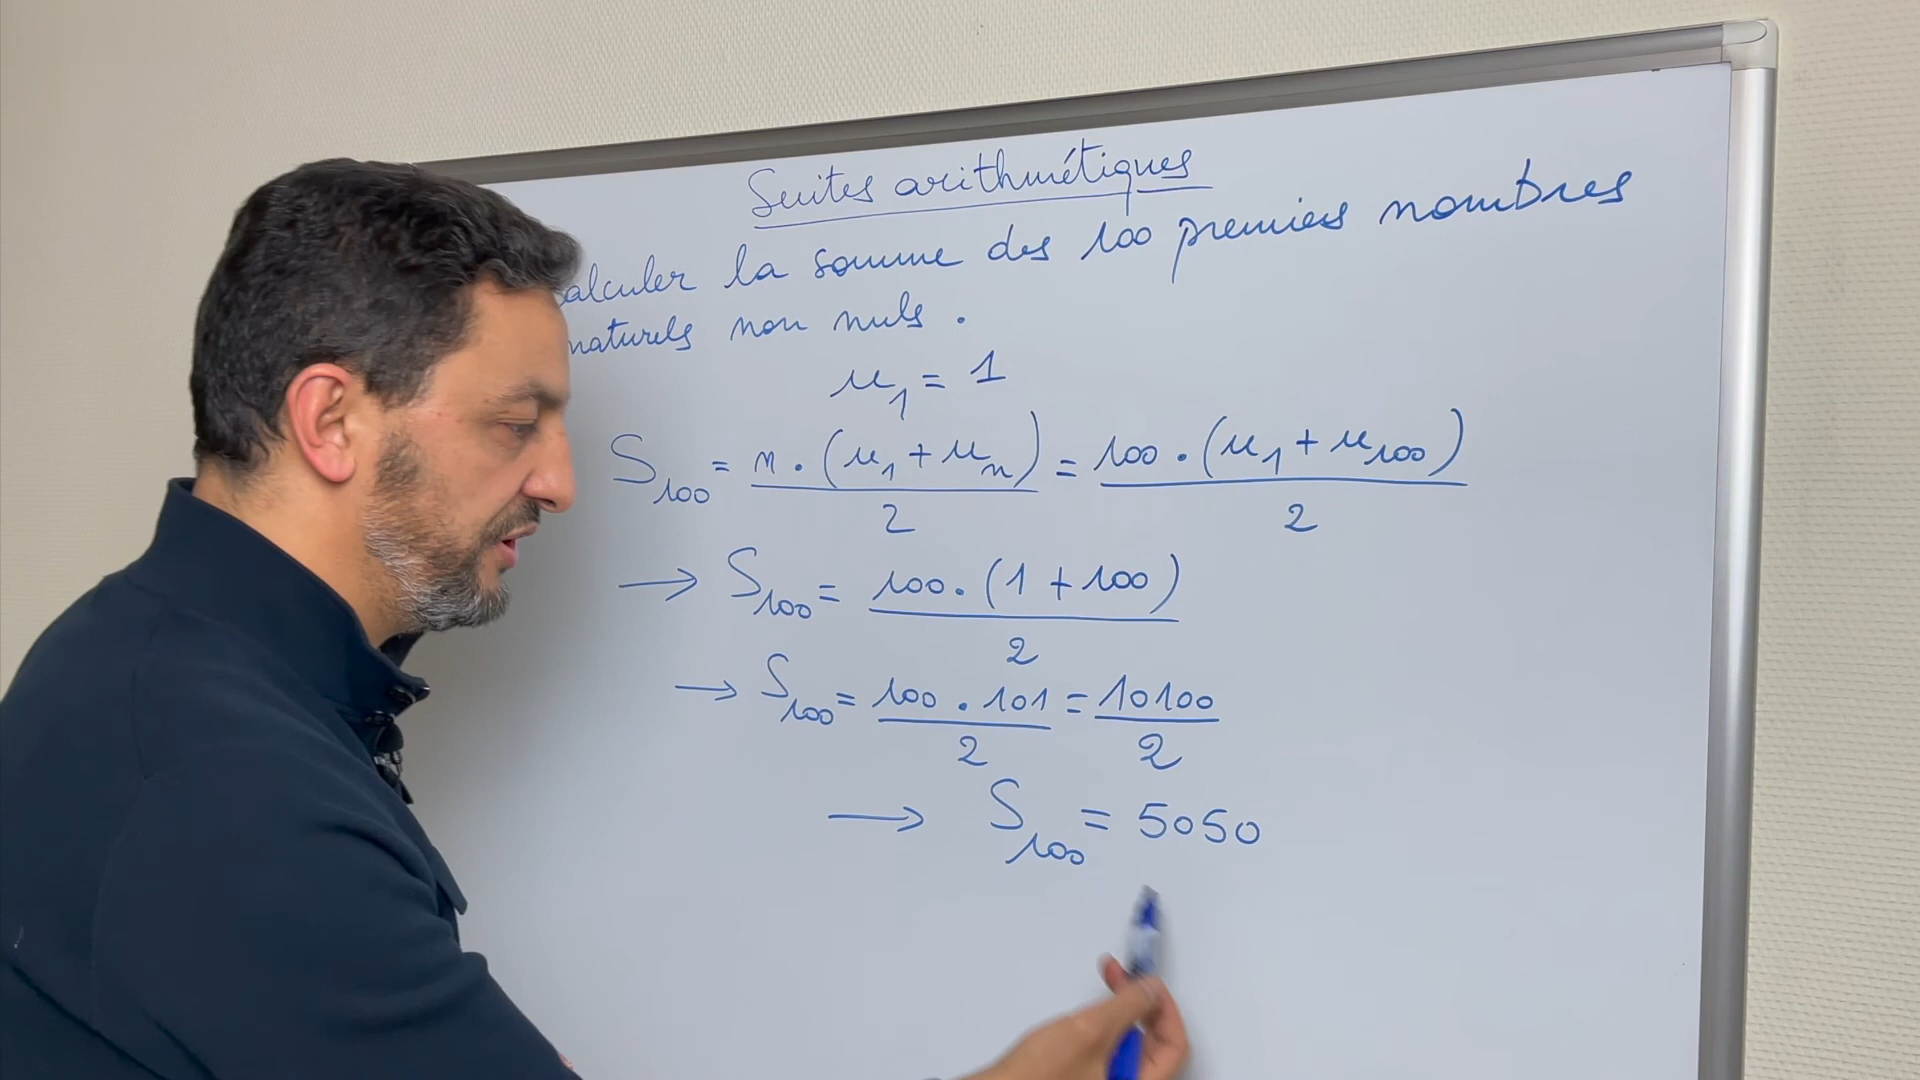 Suites arithmétiques
alculer la somme des 100 premiers nombres
naturels non nuls.
u₁ = 1
S₁₀₀ = n . (u₁ + uₙ) / 2 = 100 . (u₁ + u₁₀₀) / 2
→ S₁₀₀ = 100 . (1 + 100) / 2
→ S₁₀₀ = 100 . 101 / 2 = 10100 / 2
→ S₁₀₀ = 5050